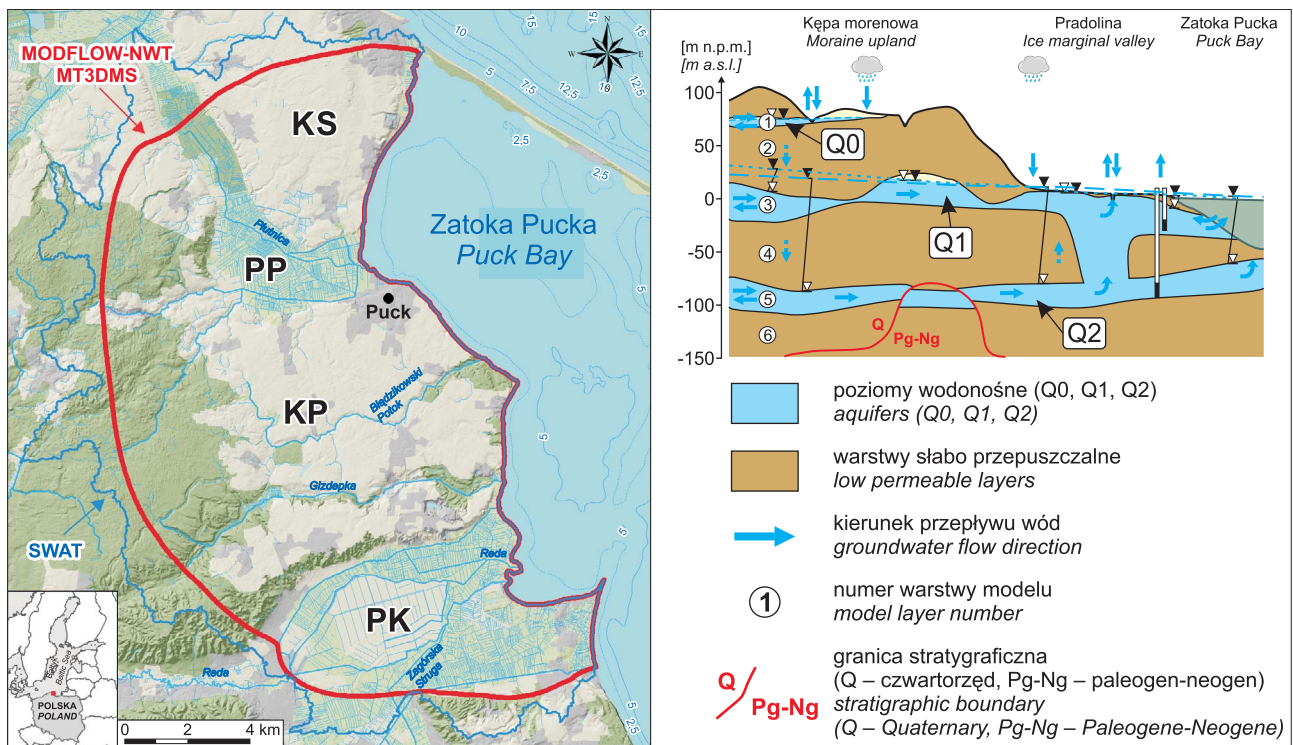 MODFLOW-NWT
MT3DMS
KS
PP
KP
PK
Płutnica
Puck
Błądzikowski
Potok
Gizdepka
Reda
Zagórska
Struga
Reda
SWAT
Zatoka Pucka
Puck Bay
N
E
S
W
10
5
7,5
15
15
12,5
10
12,5
15
2,5
2,5
5
5
5
2,5
Bałtyk
Baltic Sea
POLSKA
POLAND
0 2 4 km
Kępa morenowa
Moraine upland
Pradolina
Ice marginal valley
Zatoka Pucka
Puck Bay
[m n.p.m.]
[m a.s.l.]
100
50
0
-50
-100
-150
1
2
3
4
5
6
Q0
Q1
Q2
Q
Pg-Ng
poziomy wodonośne (Q0, Q1, Q2)
aquifers (Q0, Q1, Q2)
warstwy słabo przepuszczalne
low permeable layers
kierunek przepływu wód
groundwater flow direction
1
numer warstwy modelu
model layer number
Q
Pg-Ng
granica stratygraficzna
(Q – czwartorzęd, Pg-Ng – paleogen-neogen)
stratigraphic boundary
(Q – Quaternary, Pg-Ng – Paleogene-Neogene)